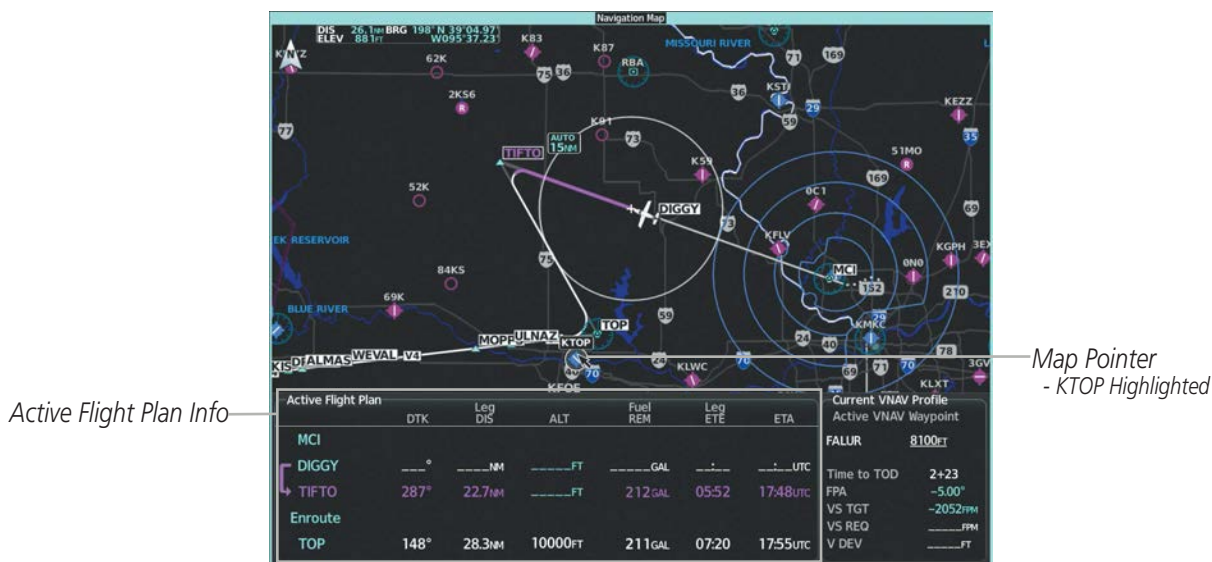 Navigation Map
DIS 26.1NM BRG 198° N 39°04.97'
ELEV 881FT W095°37.23'
K83
K87
MISSOURI RIVER
71
169
62K
RBA
75 36
36
KSTJ
29
KEZZ
2KS6
R
77
K91
73
59
35
AUTO
15NM
TIFTO
K59
51MO
R
169
52K
0C1
DIGGY
73
69
EK RESERVOIR
KFLV
KGPH
3EX
75
0N0
84KS
MCI
152
210
69K
BLUE RIVER
59
29
TOP
KMKC
MOPP ULNAZ KTOP
24 40
78
ALMAS WEVAL V4
24
70
70
3GV
Map Pointer
- KTOP Highlighted
KLWC
69 71 70
KFOE
70
KLXT
Active Flight Plan Info
Active Flight Plan
DTK Leg DIS ALT Fuel REM Leg ETE ETA
MCI
DIGGY ___° ____NM _____FT _____GAL __:__ __:__UTC
TIFTO 287° 22.7NM _____FT 212GAL 05:52 17:48UTC
Enroute
TOP 148° 28.3NM 10000FT 211GAL 07:20 17:55UTC
Current VNAV Profile
Active VNAV Waypoint
FALUR 8100FT
Time to TOD 2+23
FPA -5.00°
VS TGT -2052FPM
VS REQ _____FPM
V DEV _____FT